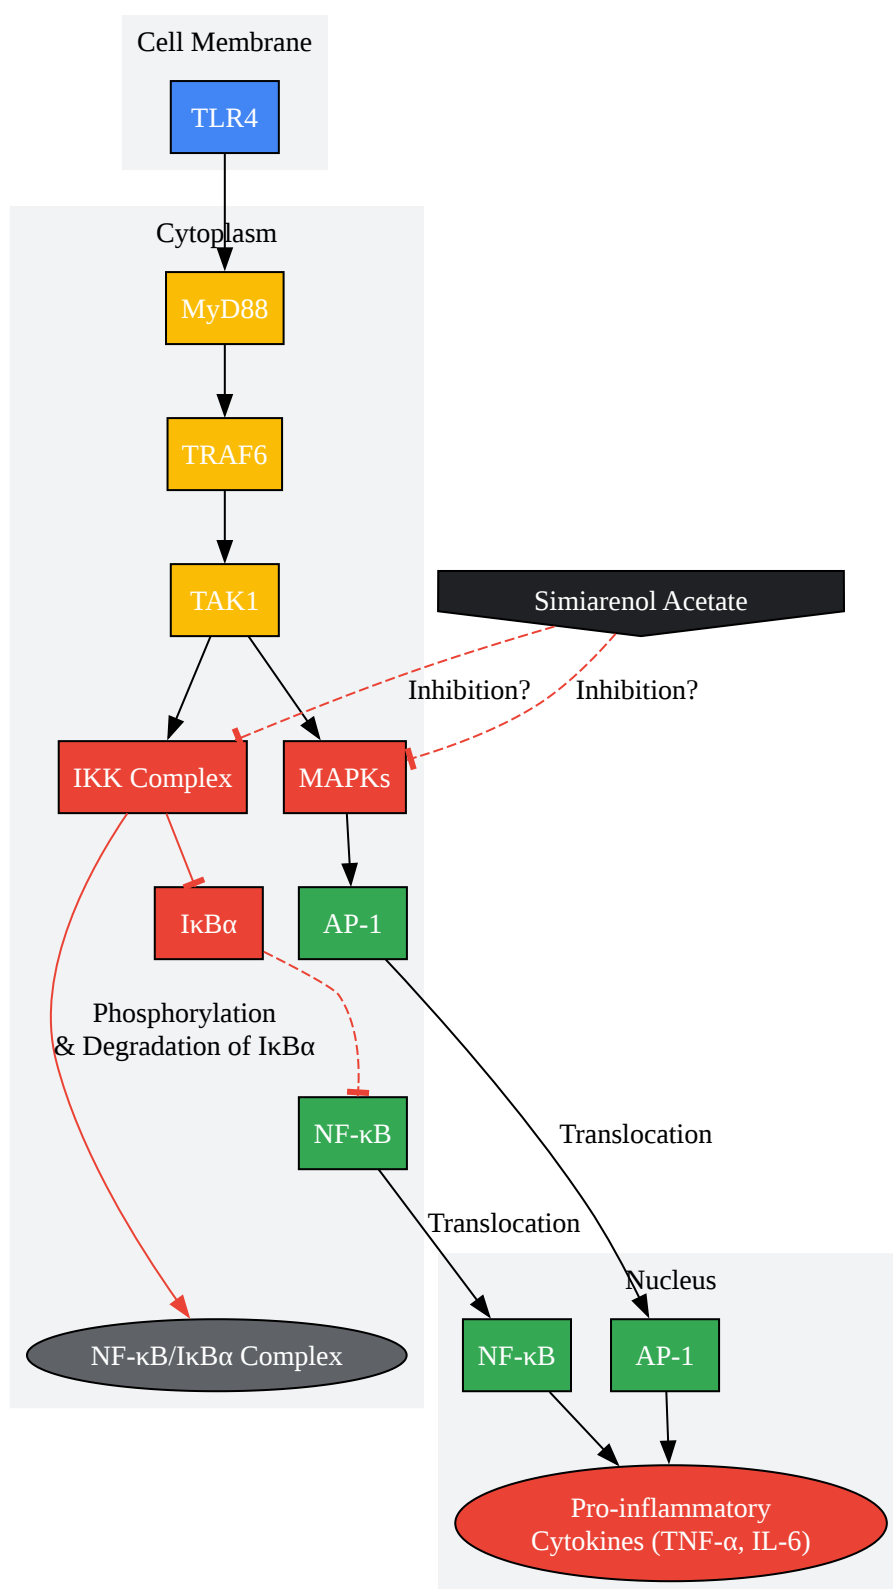 Cell Membrane
TLR4
Cytoplasm
MyD88
TRAF6
TAK1
Simiarenol Acetate
Inhibition?
Inhibition?
IKK Complex
MAPKs
IκBα
AP-1
Phosphorylation
& Degradation of IκBα
NF-κB
Translocation
Translocation
Nucleus
NF-κB/IκBα Complex
NF-κB
AP-1
Pro-inflammatory
Cytokines (TNF-α, IL-6)